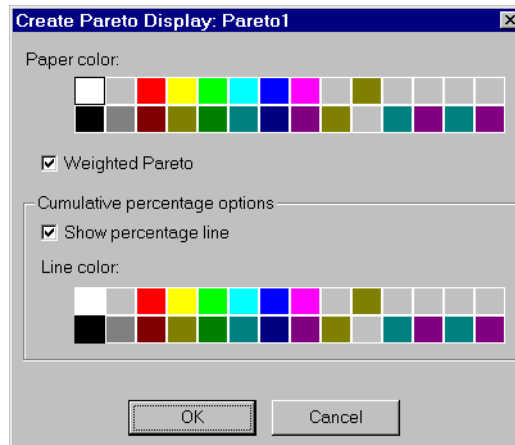 Create Pareto Display: Pareto1
Paper color:
Weighted Pareto
Cumulative percentage options
Show percentage line
Line color:
OK
Cancel